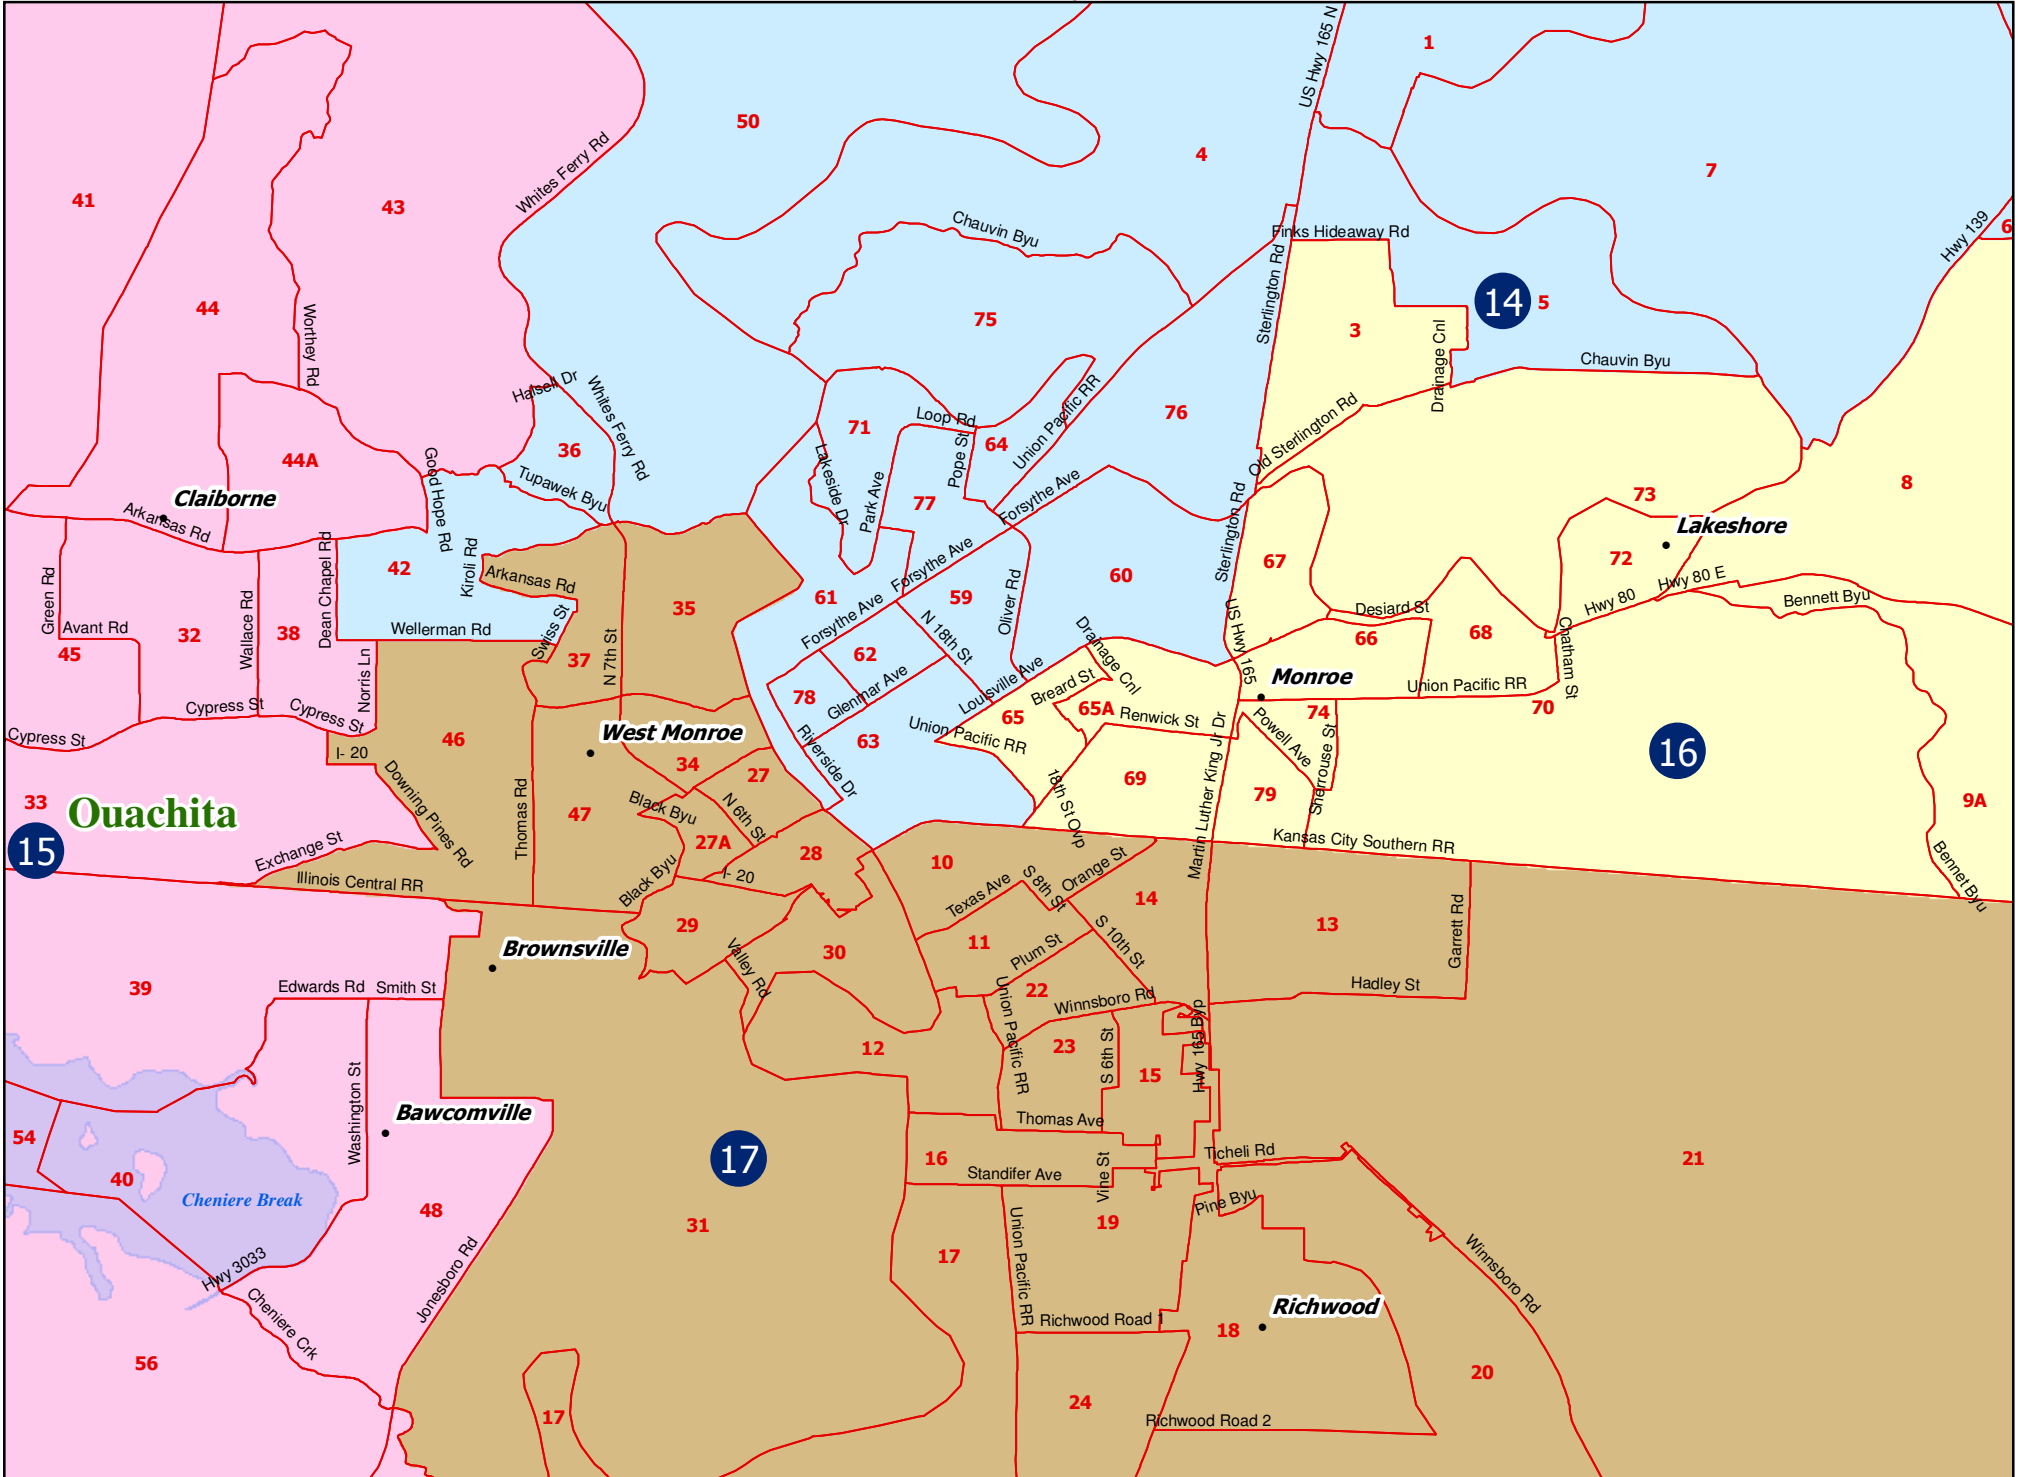 1
US Hwy 165 N
50
4
7
41
43
Whites Ferry Rd
Chauvin Byu
Finks Hideaway Rd
Hwy 139
6
44
Worthey Rd
75
Sterlington Rd
14
5
3
Drainage Cnl
Chauvin Byu
Halsell Dr
Whites Ferry Rd
36
71
Loop Rd
64
Union Pacific RR
76
Old Sterlington Rd
44A
Good Hope Rd
Tupawek Byu
Lakeside Dr
Park Ave
Pope St
77
Forsythe Ave
73
8
Claiborne
Arkansas Rd
Lakeshore
Dean Chapel Rd
42
Kiroli Rd
Arkansas Rd
Forsythe Ave
Sterlington Rd
67
72
Hwy 80 E
Hwy 80
Bennett Byu
Green Rd
Avant Rd
45
32
Wallace Rd
38
Wellerman Rd
Norris Ln
Swiss St
37
N 7th St
35
61
Forsythe Ave
59
N 18th St
Oliver Rd
60
US Hwy 165
Desiard St
66
68
Chatham St
62
78
Glenmar Ave
Louisville Ave
Drainage Cnl
Breard St
65A
65
Renwick St
Monroe
Union Pacific RR
70
Cypress St
Cypress St
Cypress St
I- 20
46
West Monroe
34
27
Riverside Dr
63
Union Pacific RR
74
Powell Ave
Sherrouse St
16
33
Ouachita
15
Downing Pines Rd
Thomas Rd
47
Black Byu
N 6th St
27A
28
18th St Ovp
69
Martin Luther King Jr Dr
79
9A
Exchange St
Illinois Central RR
Black Byu
I- 20
10
Kansas City Southern RR
Bennet Byu
Texas Ave
S 8th St
Orange St
14
13
Garrett Rd
29
Brownsville
Valley Rd
30
11
Plum St
S 10th St
39
Edwards Rd
Smith St
22
Winnsboro Rd
Hadley St
Union Pacific RR
12
23
S 6th St
15
Hwy 165 Byp
Washington St
Bawcomville
Thomas Ave
54
40
Cheniere Break
17
16
Standifer Ave
Vine St
Ticheli Rd
21
48
31
Pine Byu
19
Hwy 3033
Jonesboro Rd
17
Union Pacific RR
Winnsboro Rd
Cheniere Crk
Richwood Road 1
18
Richwood
56
20
17
24
Richwood Road 2